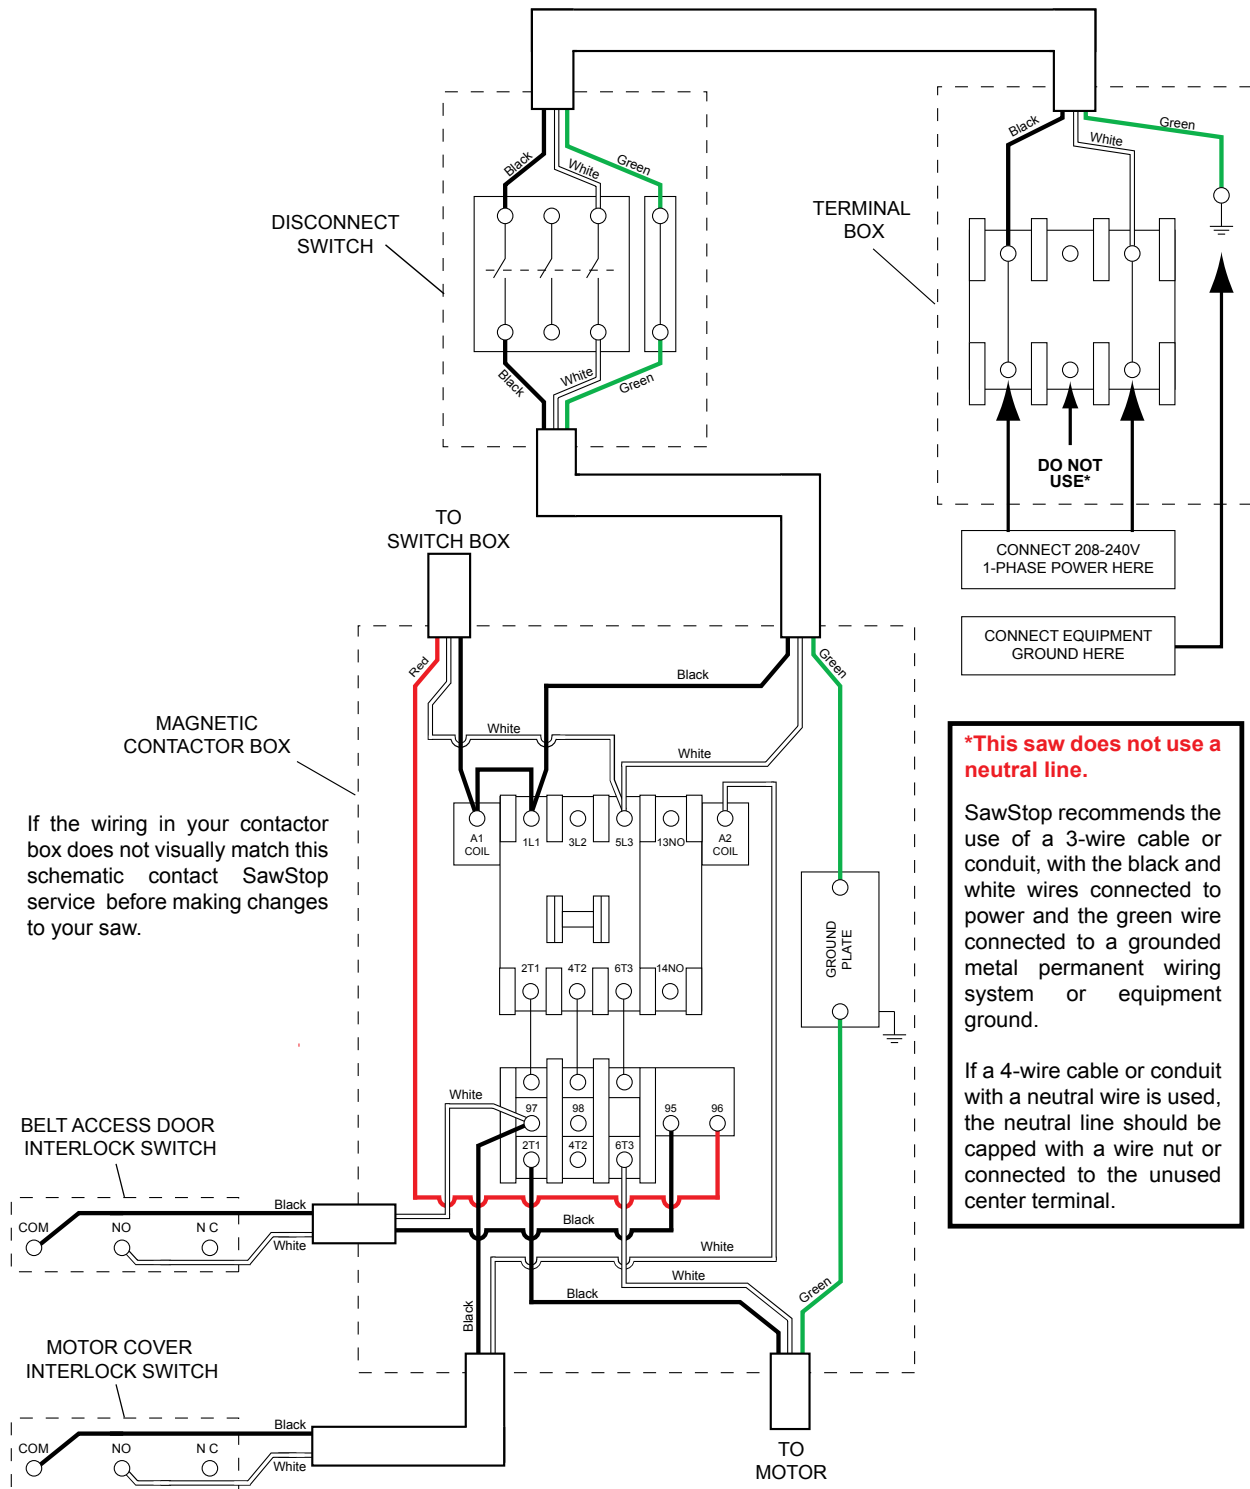 Black
White
Green
DISCONNECT
SWITCH
Black
White
Green
Black
White
Green
TERMINAL
BOX
DO NOT
USE*
CONNECT 208-240V
1-PHASE POWER HERE
CONNECT EQUIPMENT
GROUND HERE
TO
SWITCH BOX
Red
White
Black
White
Green
MAGNETIC
CONTACTOR BOX
If the wiring in your contactor
box does not visually match this
schematic contact SawStop
service before making changes
to your saw.
A1
COIL
1L1
3L2
5L3
13NO
A2
COIL
2T1
4T2
6T3
14NO
GROUND
PLATE
97
98
95
96
2T1
4T2
6T3
White
Black
White
White
Black
Black
Green
BELT ACCESS DOOR
INTERLOCK SWITCH
COM
NO
N C
Black
White
MOTOR COVER
INTERLOCK SWITCH
COM
NO
N C
Black
White
TO
MOTOR
*This saw does not use a
neutral line.
SawStop recommends the
use of a 3-wire cable or
conduit, with the black and
white wires connected to
power and the green wire
connected to a grounded
metal permanent wiring
system or equipment
ground.
If a 4-wire cable or conduit
with a neutral wire is used,
the neutral line should be
capped with a wire nut or
connected to the unused
center terminal.